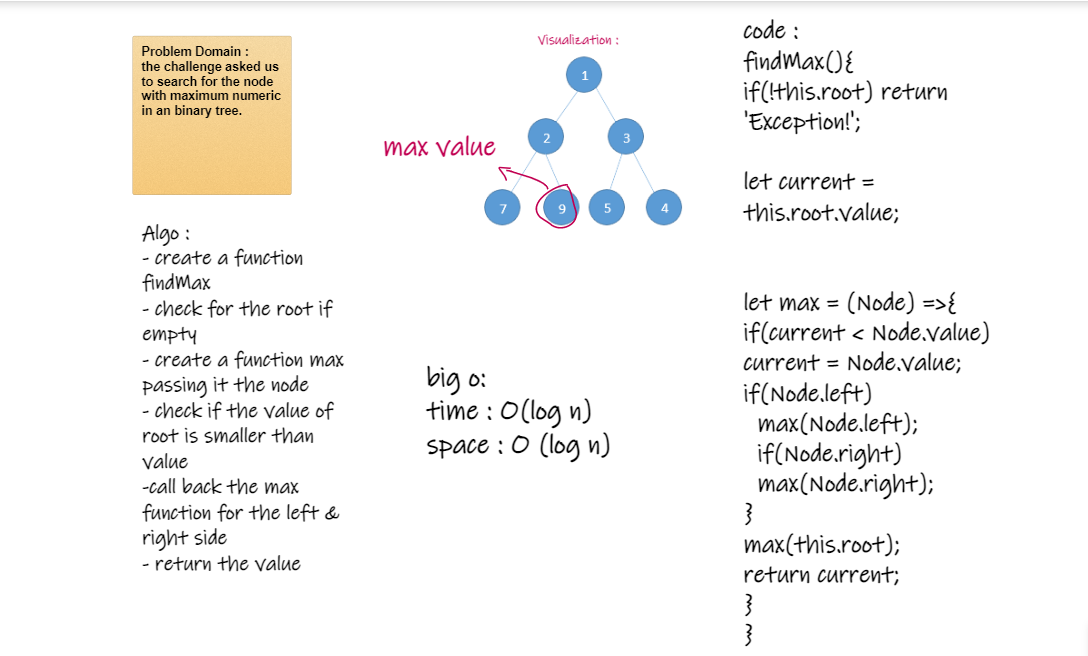 Problem Domain :
the challenge asked us
to search for the node
with maximum numeric
in an binary tree.
Algo :
- create a function
findMax
- check for the root if
empty
- create a function max
passing it the node
- check if the value of
root is smaller than
value
-call back the max
function for the left &
right side
- return the value
Visualization :
1
2
3
max value
7
9
5
4
big o:
time : O(log n)
space : O (log n)
code :
findMax(){
if(!this.root) return
'Exception!';
let current =
this.root.value;
let max = (Node) =>{
if(current < Node.value)
current = Node.value;
if(Node.left)
max(Node.left);
if(Node.right)
max(Node.right);
}
max(this.root);
return current;
}
}